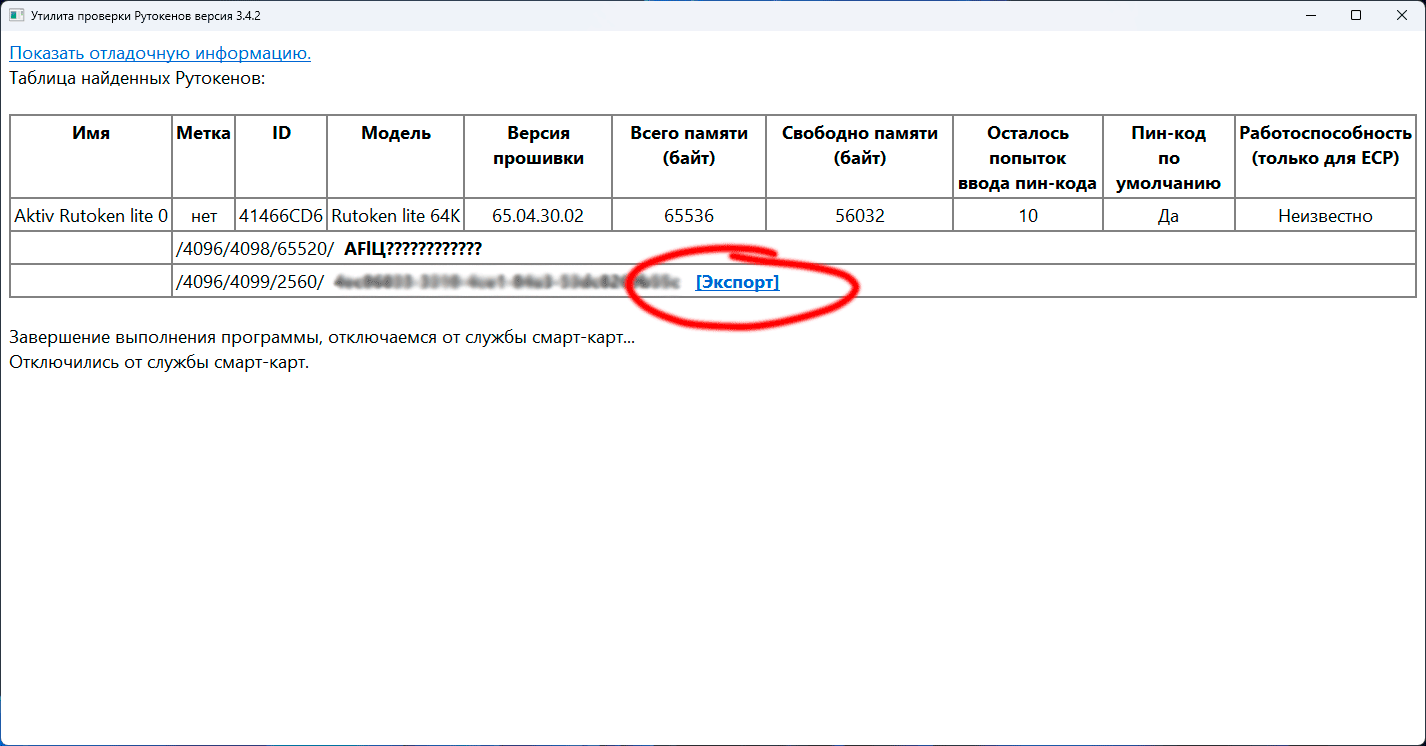 Утилита проверки Рутокенов версия 3.4.2
Показать отладочную информацию.
Таблица найденных Рутокенов:
Имя Метка ID Модель Версия прошивки Всего памяти (байт) Свободно памяти (байт) Осталось попыток ввода пин-кода Пин-код по умолчанию Работоспособность (только для ECP)
Aktiv Rutoken lite 0 нет 41466CD6 Rutoken lite 64K 65.04.30.02 65536 56032 10 Да Неизвестно
/4096/4098/65520/ AFlЦ????????????
/4096/4099/2560/ [Экспорт]
Завершение выполнения программы, отключаемся от службы смарт-карт...
Отключились от службы смарт-карт.